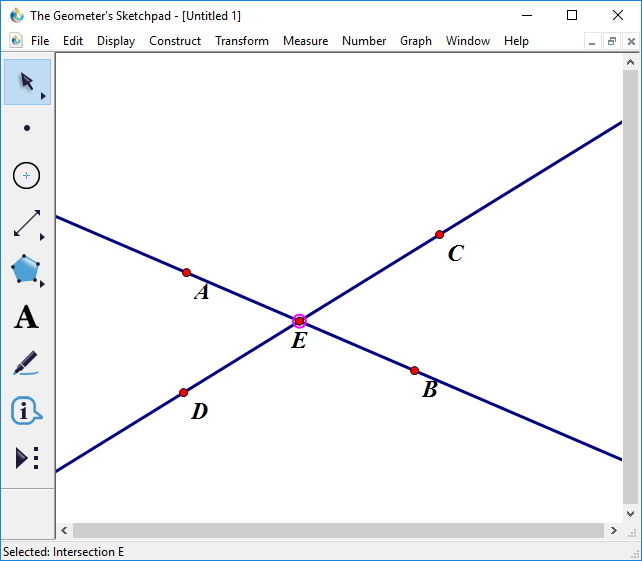 The Geometer's Sketchpad - [Untitled 1]
File Edit Display Construct Transform Measure Number Graph Window Help
C
A
E
B
D
A
i
Selected: Intersection E